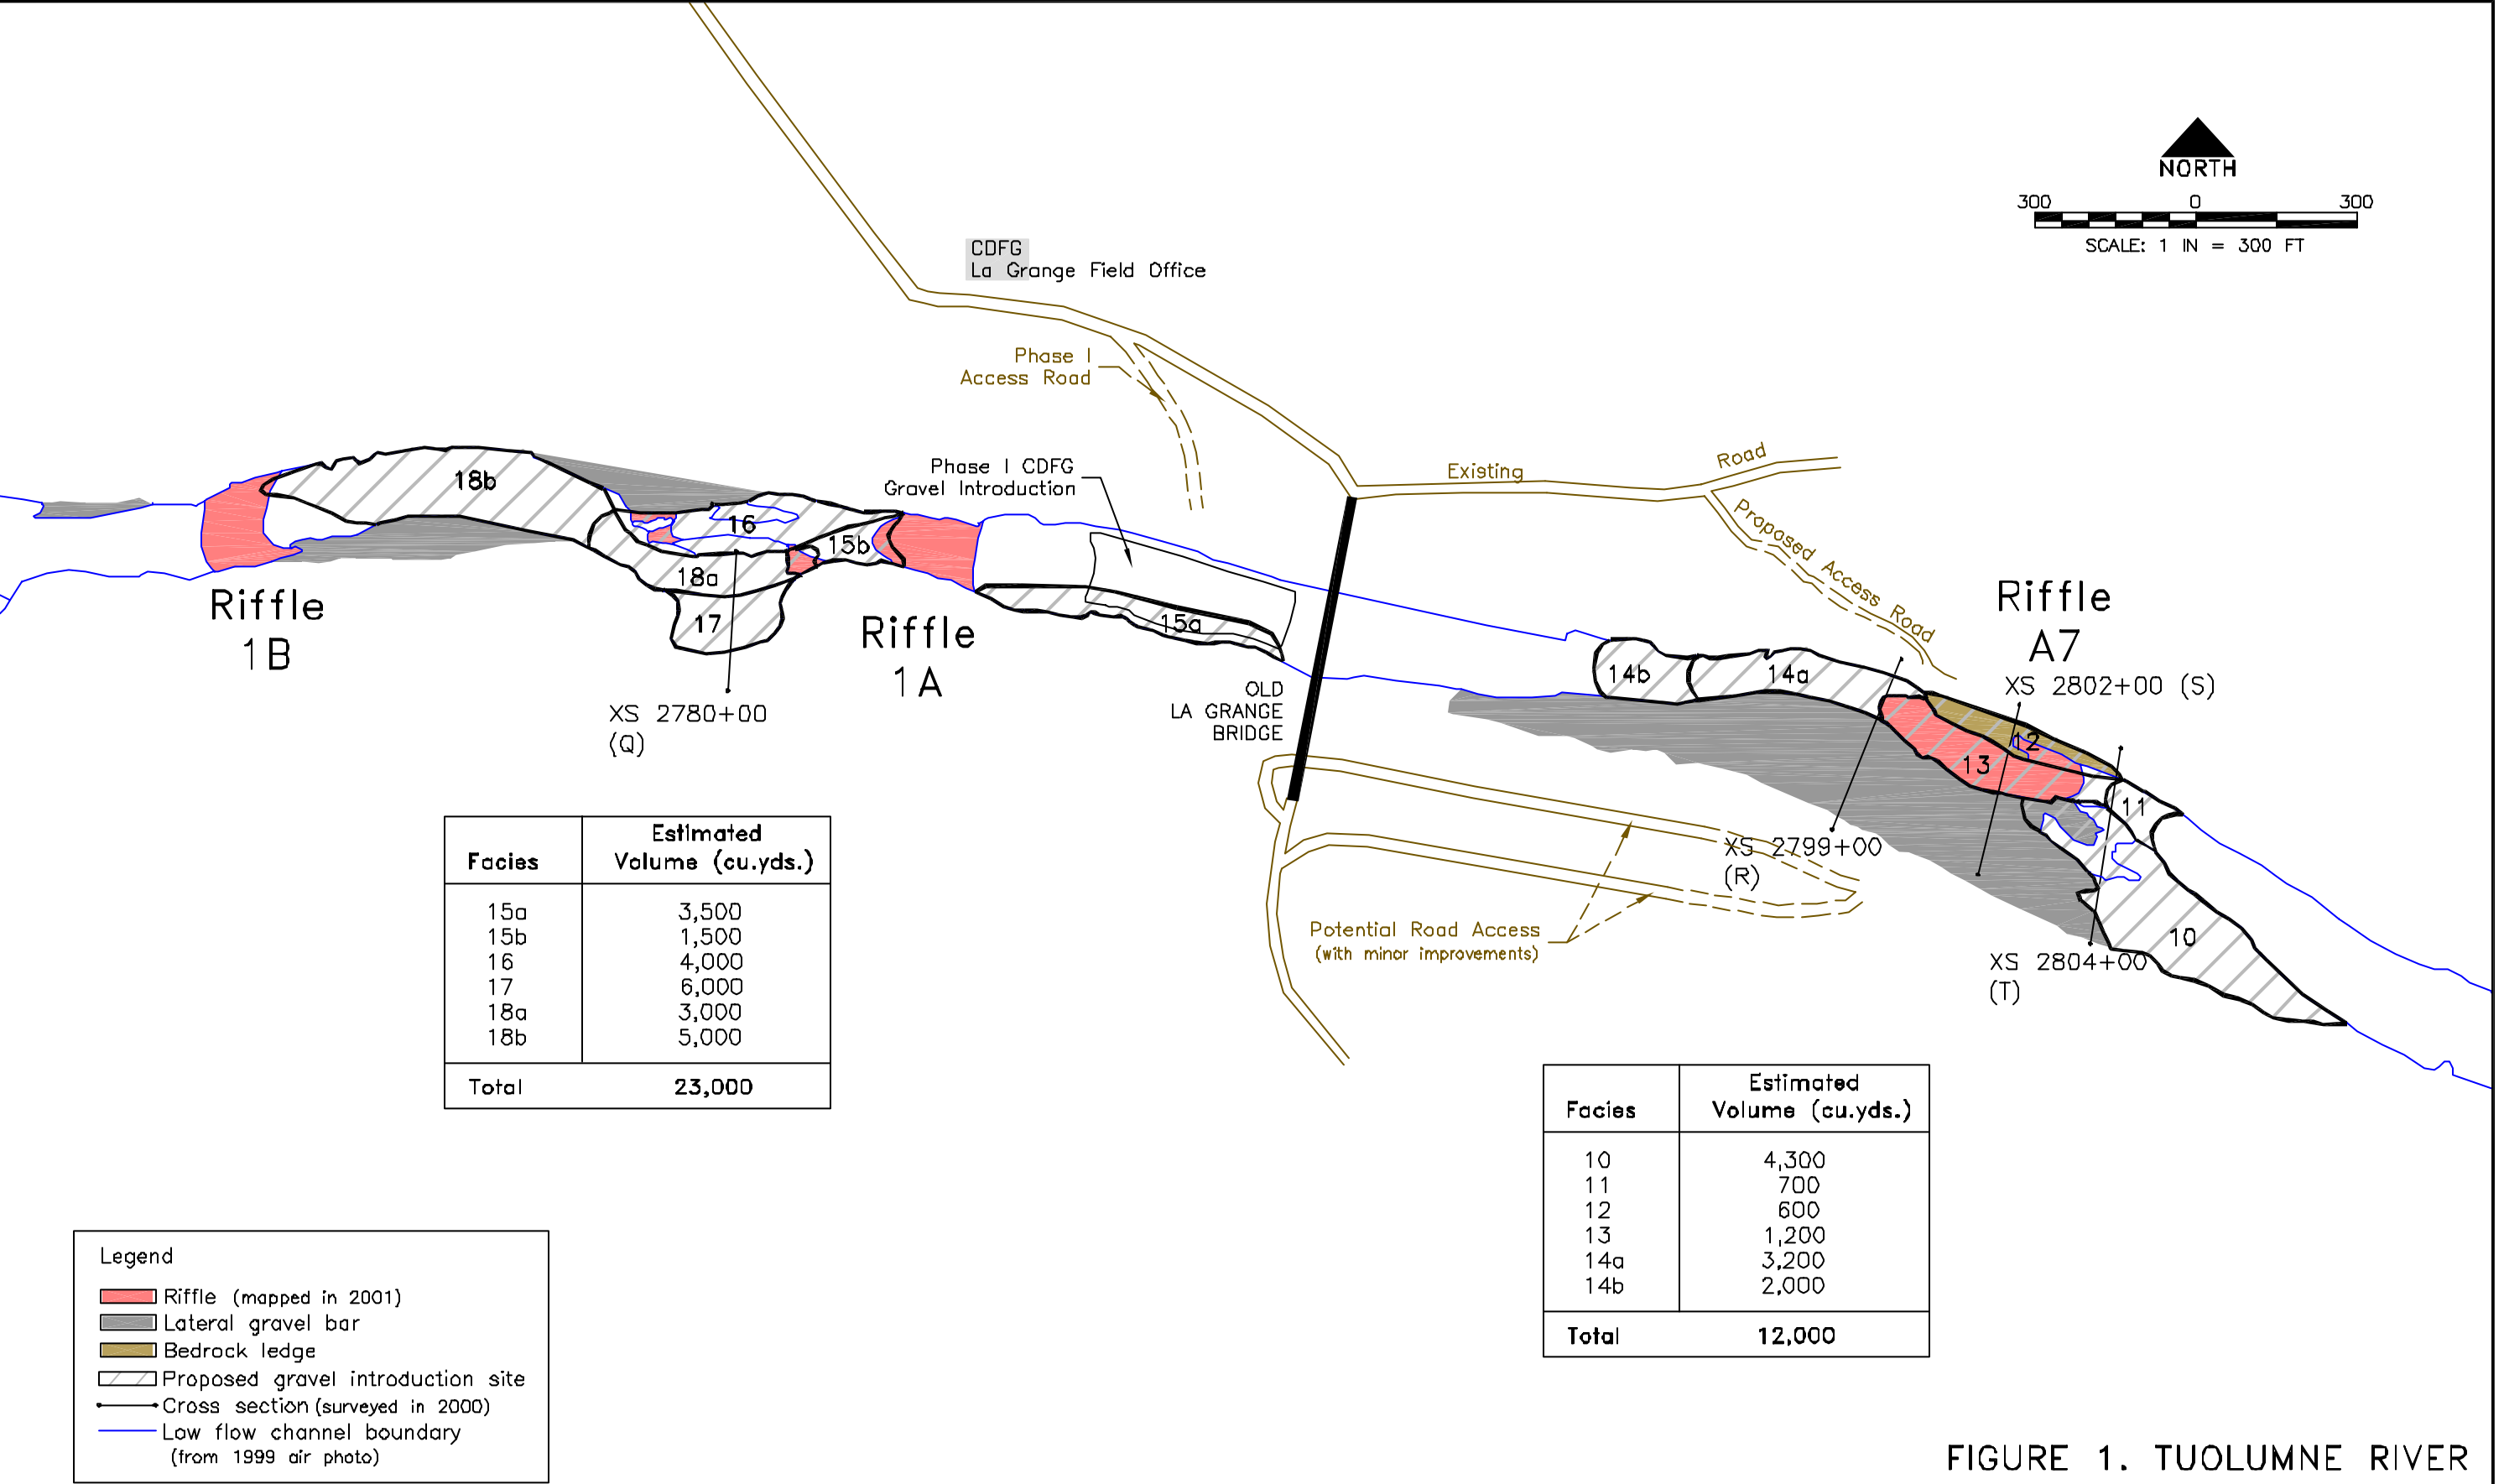 NORTH
300 0 300
SCALE: 1 IN = 300 FT
CDFG
La Grange Field Office
Phase I
Access Road
Phase I CDFG
Gravel Introduction
Existing
Road
Proposed Access Road
Riffle
A7
XS 2802+00 (S)
18b
16
15b
18a
17
15a
14b
14a
12
13
11
10
Riffle
1B
Riffle
1A
XS 2780+00
(Q)
OLD
LA GRANGE
BRIDGE
XS 2799+00
(R)
Potential Road Access
(with minor improvements)
XS 2804+00
(T)
Facies Estimated Volume (cu.yds.)
15a 3,500
15b 1,500
16 4,000
17 6,000
18a 3,000
18b 5,000
Total 23,000
Facies Estimated Volume (cu.yds.)
10 4,300
11 700
12 600
13 1,200
14a 3,200
14b 2,000
Total 12,000
Legend
Riffle (mapped in 2001)
Lateral gravel bar
Bedrock ledge
Proposed gravel introduction site
Cross section (surveyed in 2000)
Low flow channel boundary
(from 1999 air photo)
FIGURE 1. TUOLUMNE RIVER